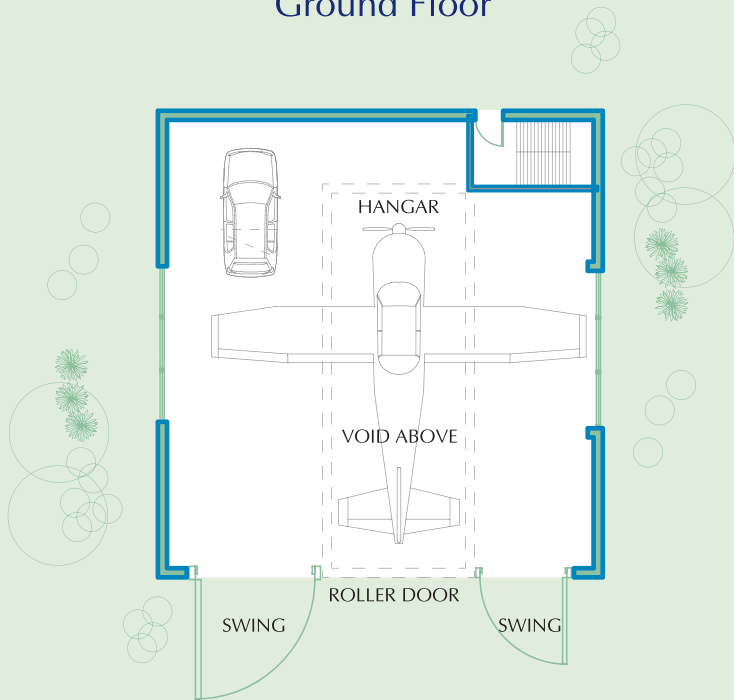 Ground Floor
HANGAR
VOID ABOVE
ROLLER DOOR
SWING
SWING